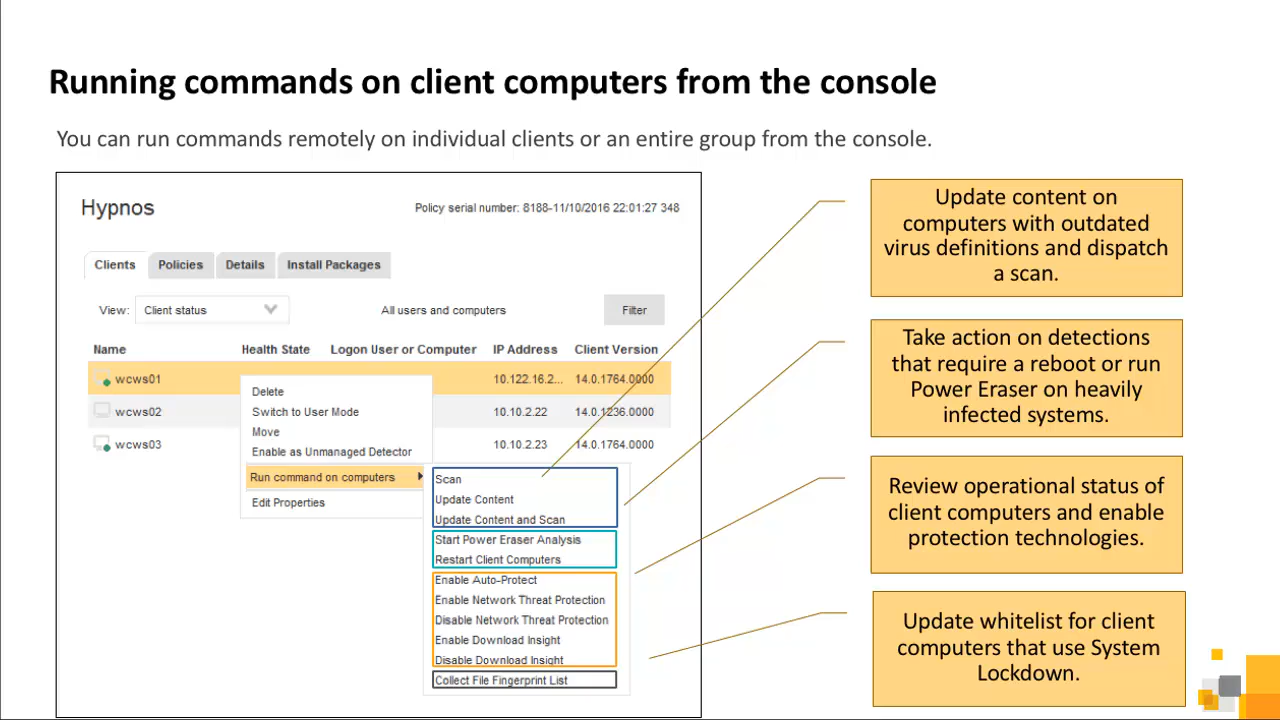 Running commands on client computers from the console
You can run commands remotely on individual clients or an entire group from the console.
Hypnos
Policy serial number: 8188-11/10/2016 22:01:27 348
Clients Policies Details Install Packages
View: Client status All users and computers Filter
Name Health State Logon User or Computer IP Address Client Version
wcws01 10.122.16.2... 14.0.1764.0000
wcws02 10.10.2.22 14.0.1236.0000
wcws03 10.10.2.23 14.0.1764.0000
Delete
Switch to User Mode
Move
Enable as Unmanaged Detector
Run command on computers
Edit Properties
Scan
Update Content
Update Content and Scan
Start Power Eraser Analysis
Restart Client Computers
Enable Auto-Protect
Enable Network Threat Protection
Disable Network Threat Protection
Enable Download Insight
Disable Download Insight
Collect File Fingerprint List
Update content on
computers with outdated
virus definitions and dispatch
a scan.
Take action on detections
that require a reboot or run
Power Eraser on heavily
infected systems.
Review operational status of
client computers and enable
protection technologies.
Update whitelist for client
computers that use System
Lockdown.